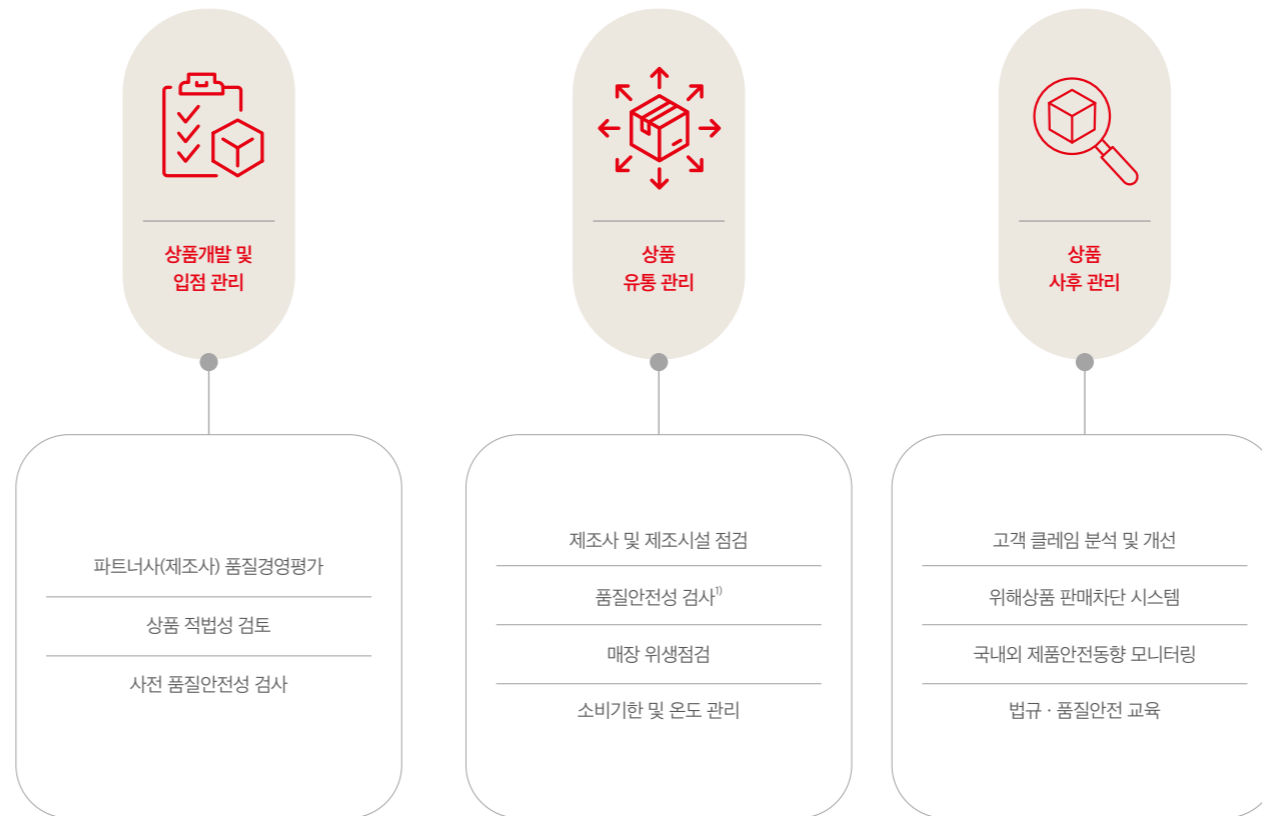 상품개발 및
입점 관리
파트너사(제조사) 품질경영평가
상품 적법성 검토
사전 품질안전성 검사
상품
유통 관리
제조사 및 제조시설 점검
품질안전성 검사¹⁾
매장 위생점검
소비기한 및 온도 관리
상품
사후 관리
고객 클레임 분석 및 개선
위해상품 판매차단 시스템
국내외 제품안전동향 모니터링
법규 · 품질안전 교육